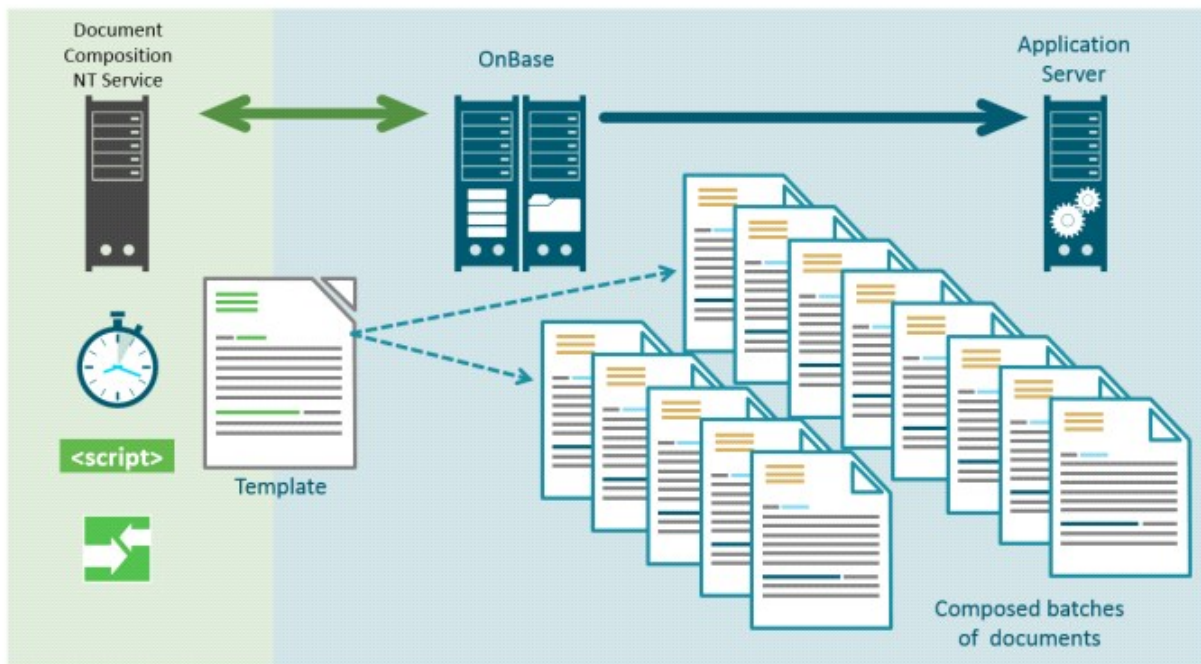 Document
Composition
NT Service
OnBase
Application
Server
<script>
Template
Composed batches
of documents